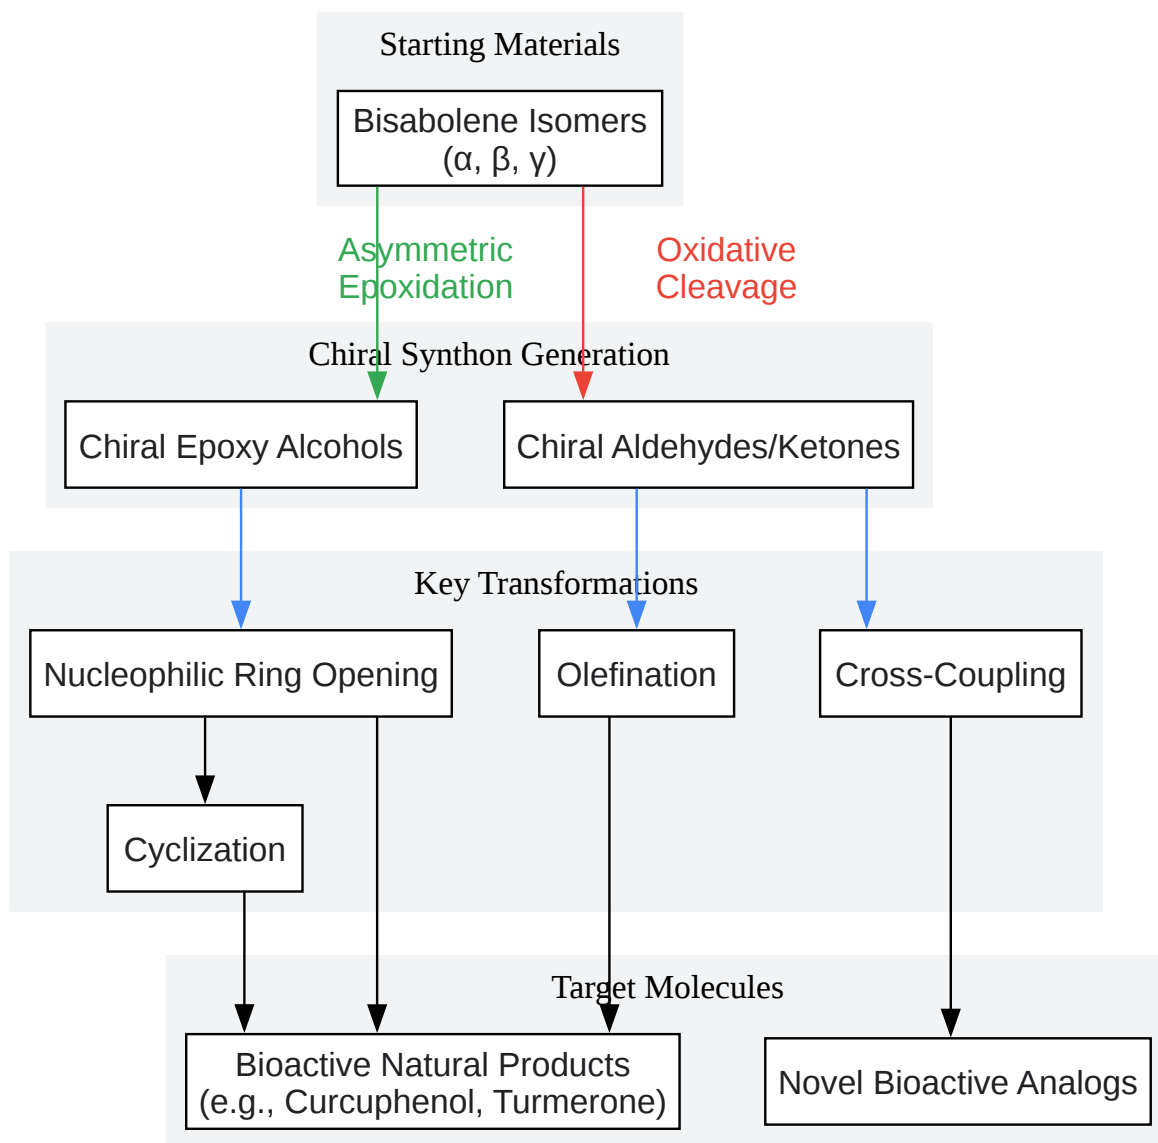 Starting Materials
Bisabolene Isomers
(α, β, γ)
Asymmetric
Epoxidation
Oxidative
Cleavage
Chiral Synthon Generation
Chiral Epoxy Alcohols
Chiral Aldehydes/Ketones
Key Transformations
Nucleophilic Ring Opening
Olefination
Cross-Coupling
Cyclization
Target Molecules
Bioactive Natural Products
(e.g., Curcuphenol, Turmerone)
Novel Bioactive Analogs